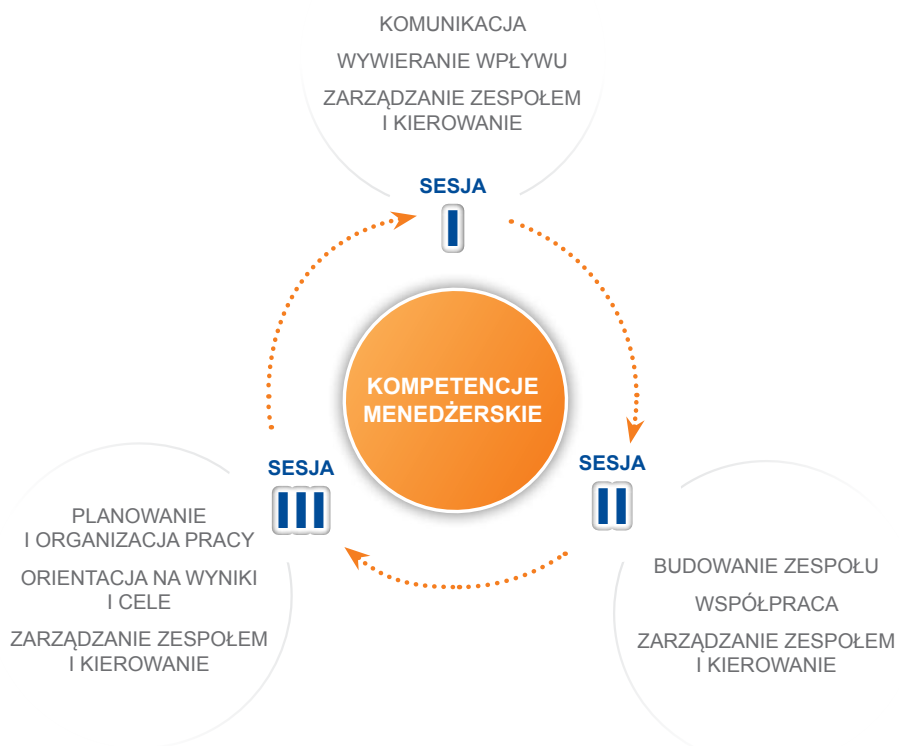 KOMUNIKACJA
WYWIERANIE WPŁYWU
ZARZĄDZANIE ZESPOŁEM
I KIEROWANIE
SESJA
I
KOMPETENCJE
MENEDŻERSKIE
SESJA
II
BUDOWANIE ZESPOŁU
WSPÓŁPRACA
ZARZĄDZANIE ZESPOŁEM
I KIEROWANIE
SESJA
III
PLANOWANIE
I ORGANIZACJA PRACY
ORIENTACJA NA WYNIKI
I CELE
ZARZĄDZANIE ZESPOŁEM
I KIEROWANIE